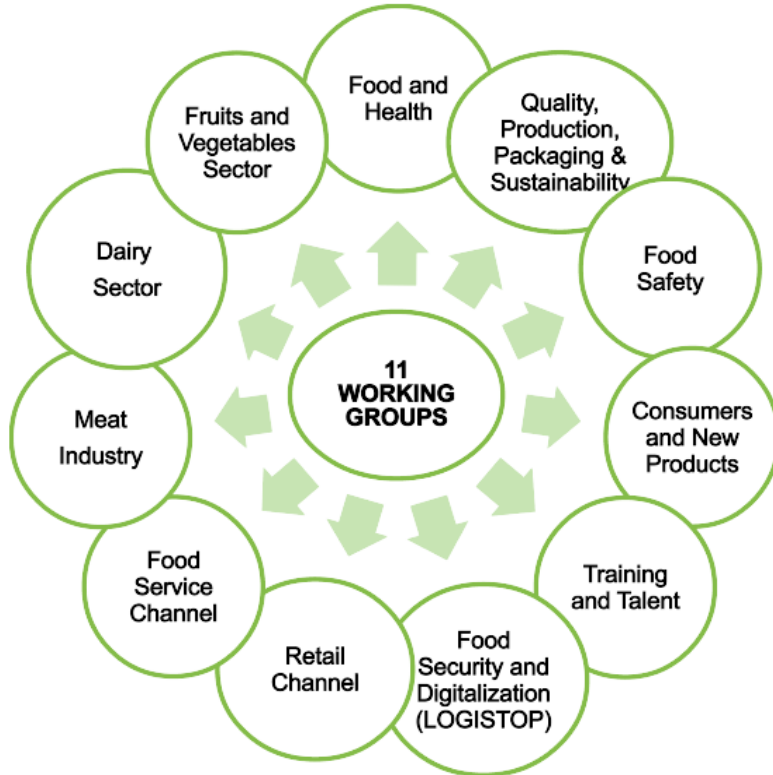 Food and
Health
Quality,
Production,
Packaging &
Sustainability
Food
Safety
Consumers
and New
Products
Training
and Talent
Food
Security and
Digitalization
(LOGISTOP)
Retail
Channel
Food
Service
Channel
Meat
Industry
Dairy
Sector
Fruits and
Vegetables
Sector
11
WORKING
GROUPS